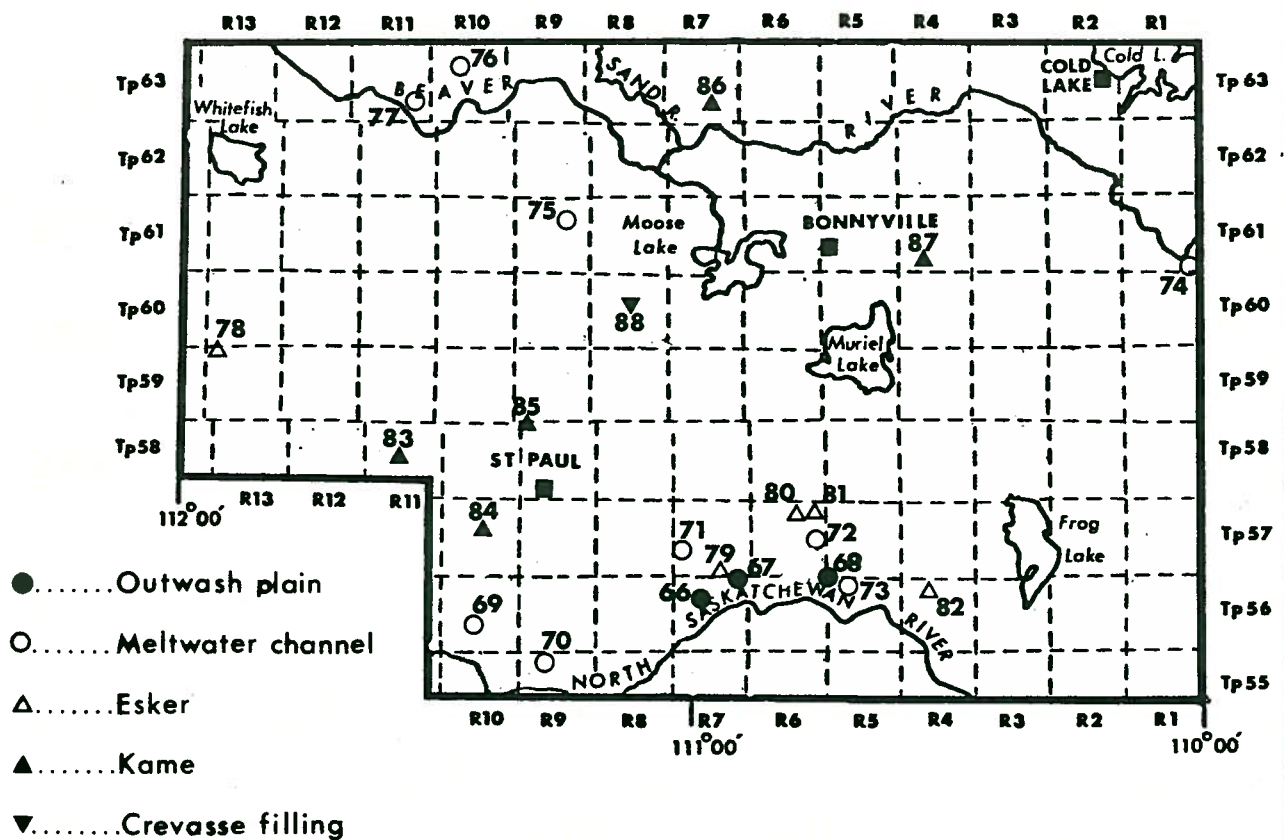 R13 R12 R11 R10 R9 R8 R7 R6 R5 R4 R3 R2 R1
Tp63 76 BEAVER SAND R. 86 RIVER COLD LAKE Cold L. Tp63
77
Whitefish Lake
Tp62 Tp62
75 Moose Lake BONNYVILLE
Tp61 87 Tp61
74
Tp60 88 Tp60
78 Muriel Lake
Tp59 Tp59
85
Tp58 83 Tp58
ST PAUL
R13 R12 R11 80 81
112°00' 84 71 72 Frog Lake Tp57
79 67 68
Outwash plain 66 SASKATCHEWAN 73 82 Tp56
69
Meltwater channel 70 NORTH RIVER
Tp55
Esker R10 R9 R8 R7 R6 R5 R4 R3 R2 R1
111°00' 110°00'
Kame
Crevasse filling